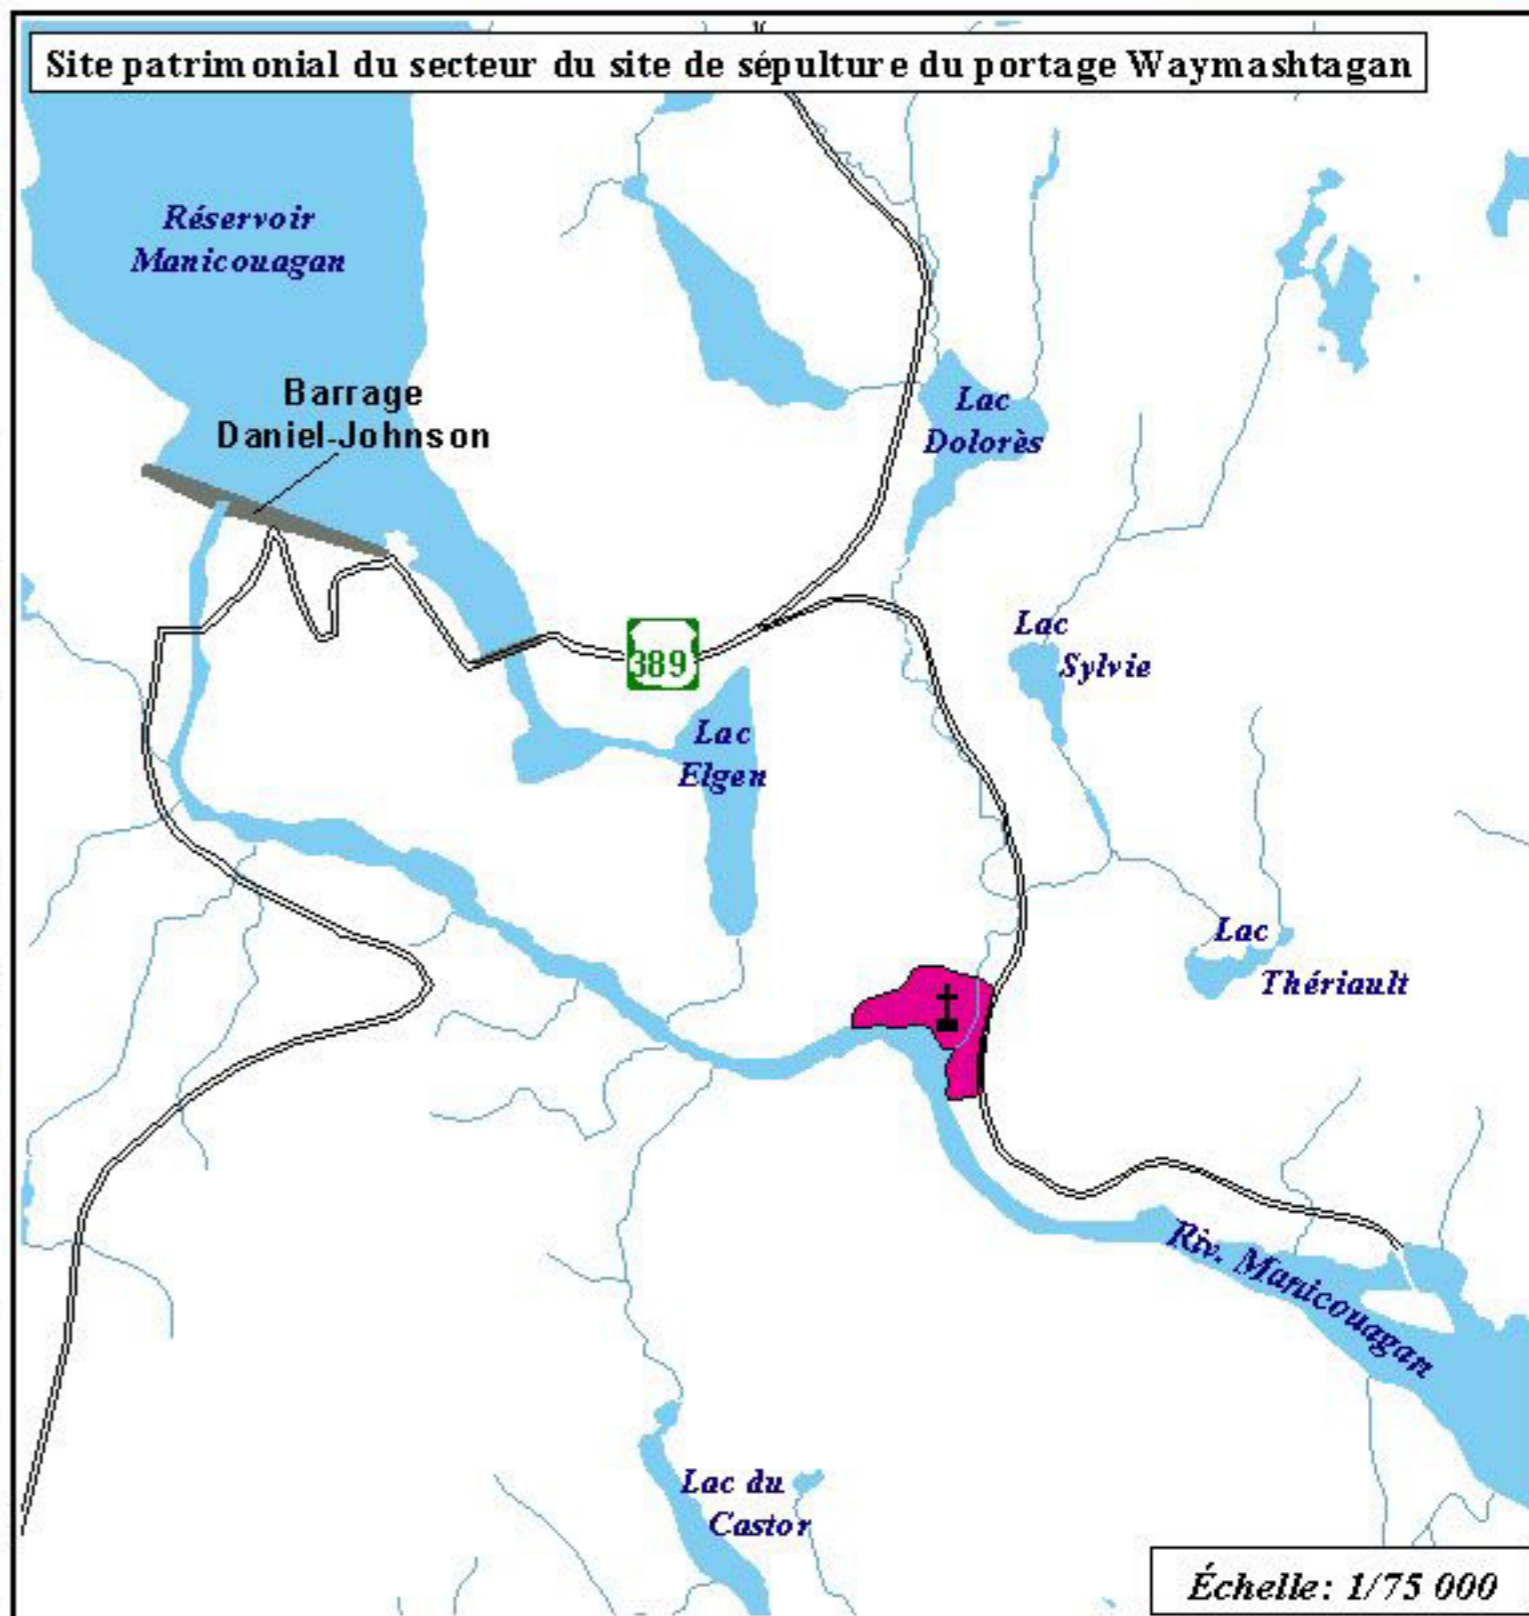 Site patrimonial du secteur du site de sépulture du portage Waymashtagan
Réservoir
Manicouagan
Barrage
Daniel-Johnson
Lac
Dolorès
Lac
Sylvie
389
Lac
Elgen
Lac
Thériault
Riv. Manicouagan
Lac du
Castor
Échelle: 1/75 000